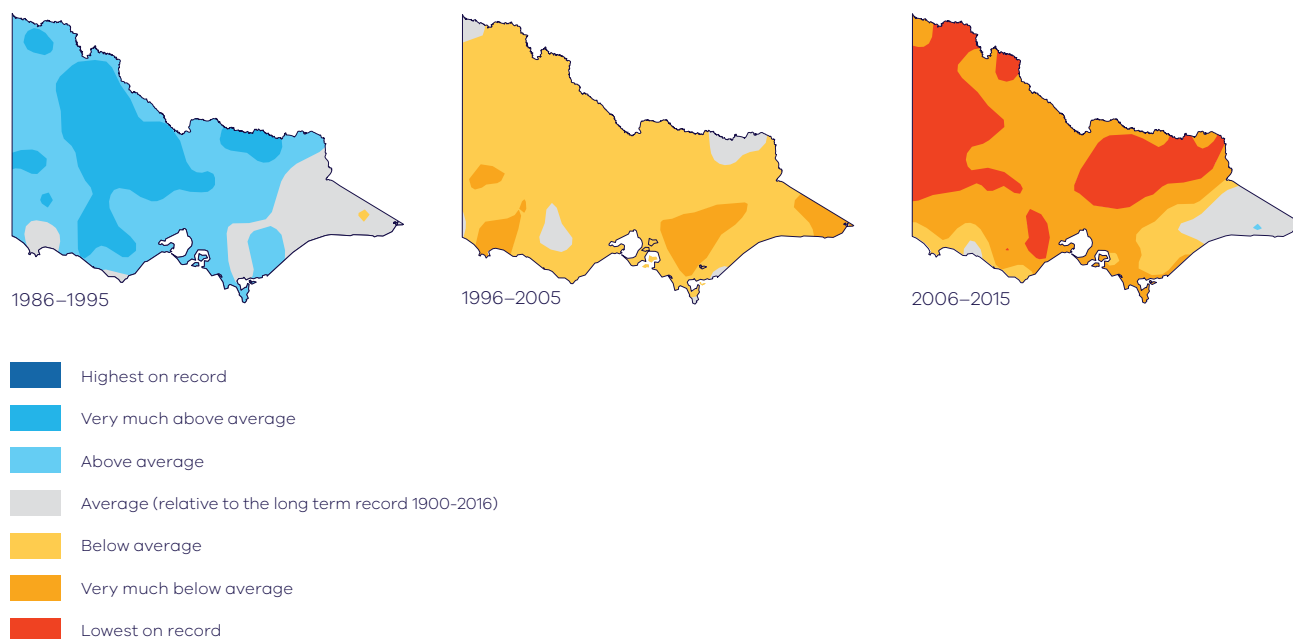 1986–1995
1996–2005
2006–2015
Highest on record
Very much above average
Above average
Average (relative to the long term record 1900-2016)
Below average
Very much below average
Lowest on record